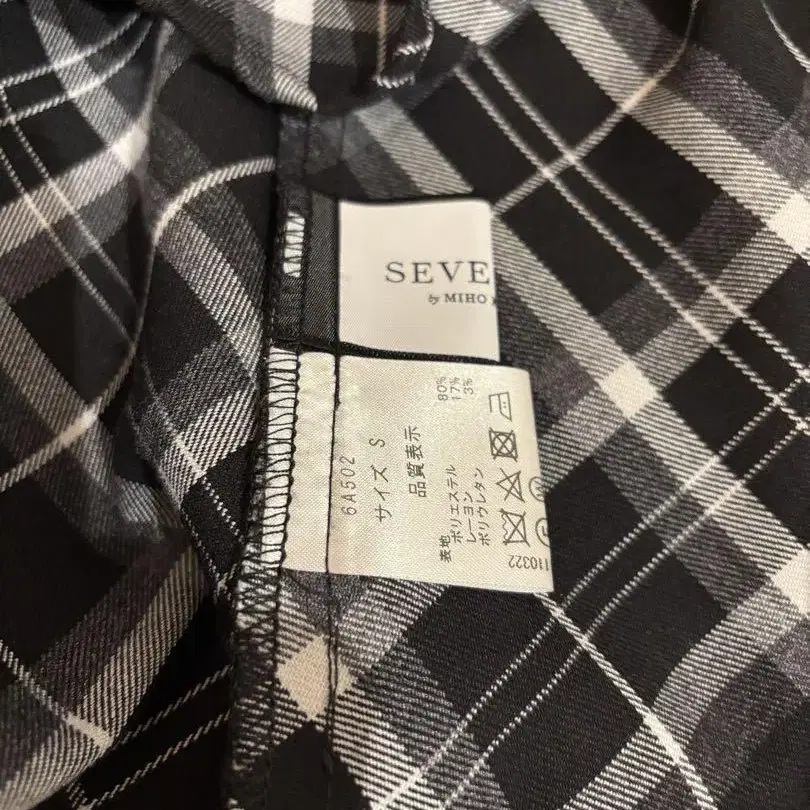 SEVE
by MIHO
6A502
サイズ S
品質表示
表地
ポリエステル 80%
レーヨン 17%
ポリウレタン 3%
110322